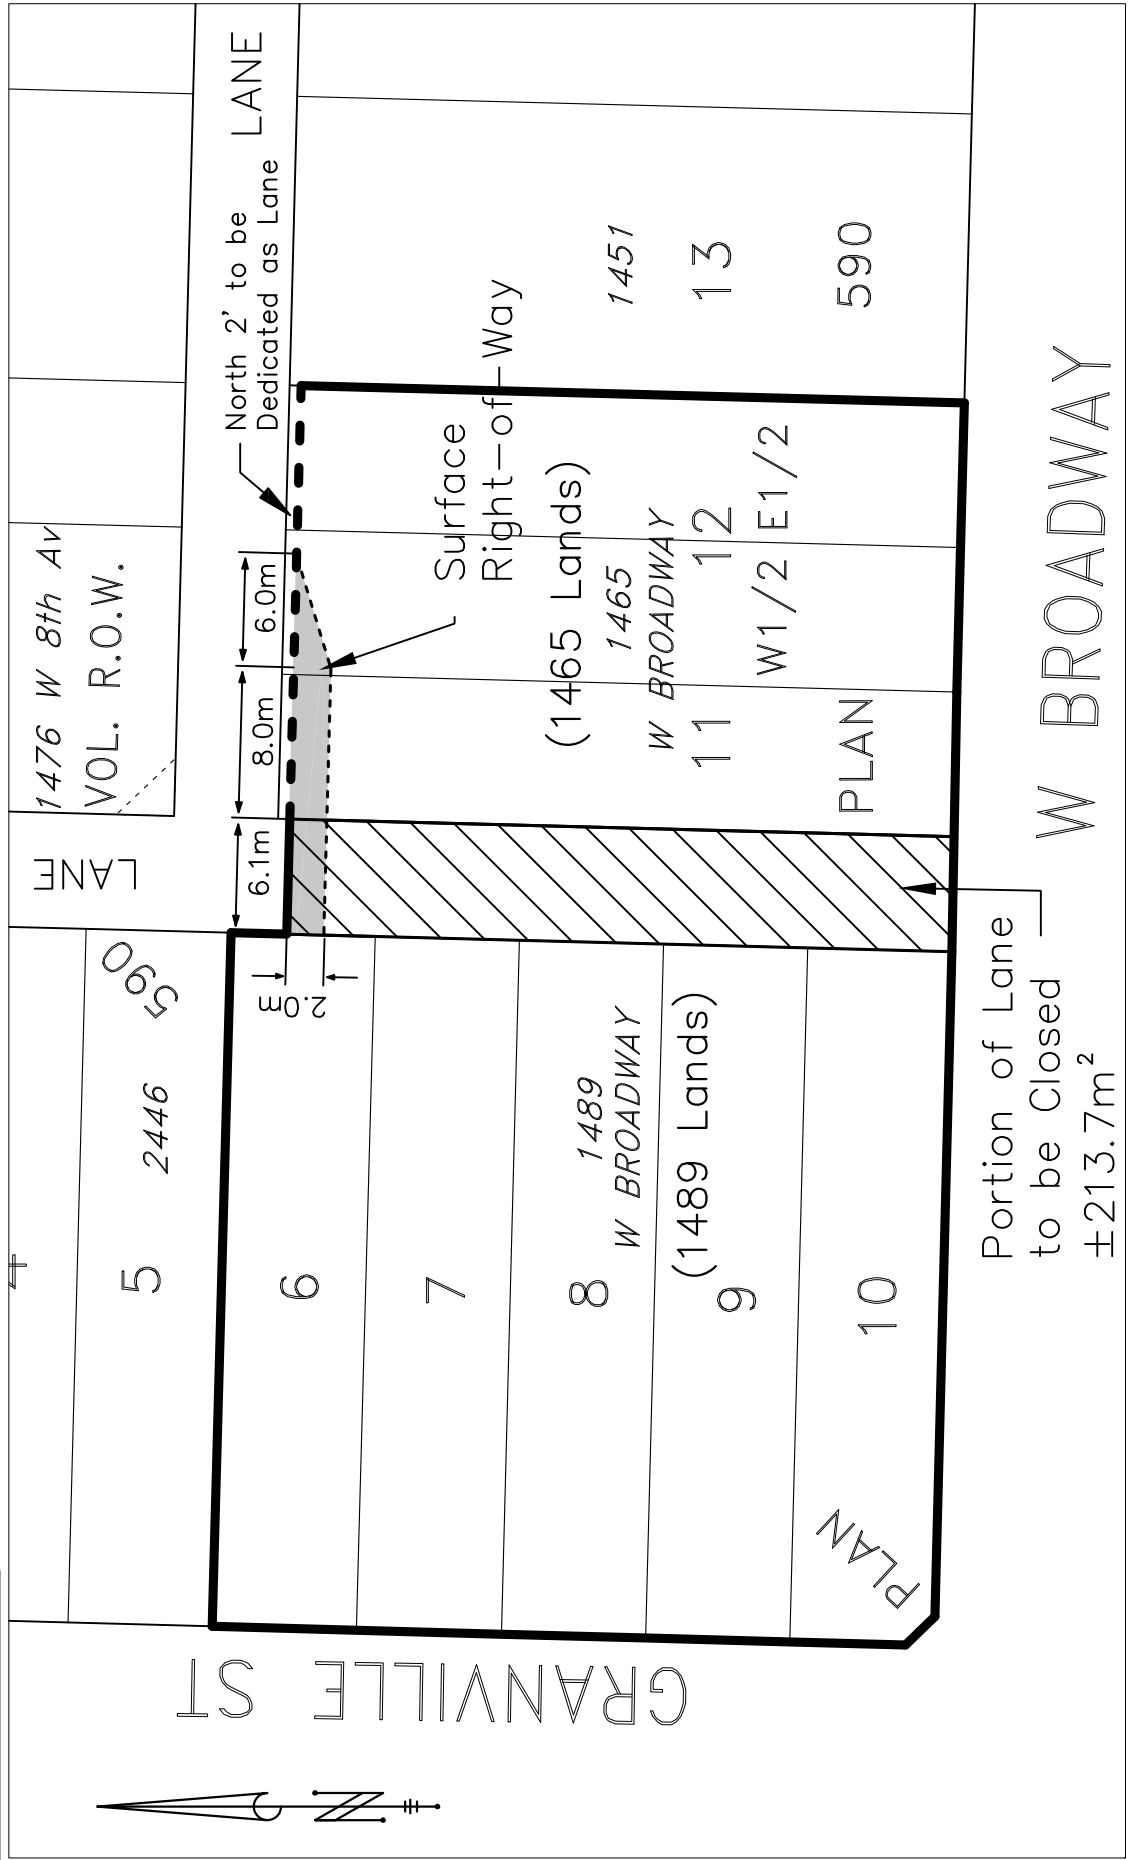 1476 W 8th Av
VOL. R.O.W.
LANE
LANE
North 2' to be
Dedicated as Lane
6.0m
8.0m
6.1m
2.0m
Surface
Right-of-Way
(1465 Lands)
1465
W BROADWAY
11
12
W1/2
E1/2
PLAN
1451
13
590
590
2446
4
5
6
7
8
9
10
1489
W BROADWAY
(1489 Lands)
PLAN
Portion of Lane
to be Closed
±213.7m²
W BROADWAY
GRANVILLE ST
N